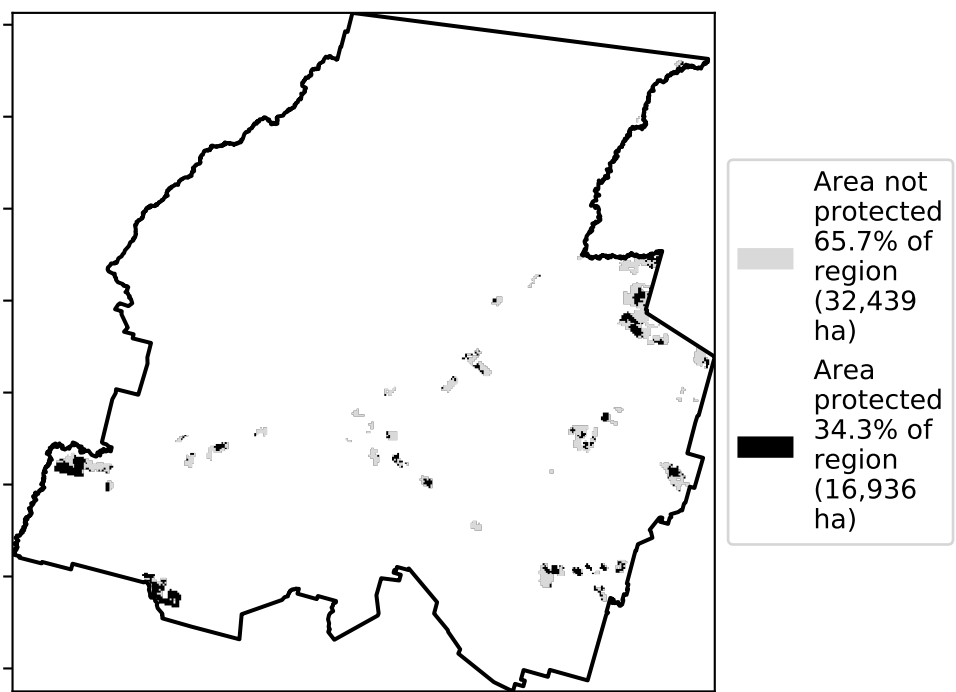 Area not
protected
65.7% of
region
(32,439
ha)
Area
protected
34.3% of
region
(16,936
ha)